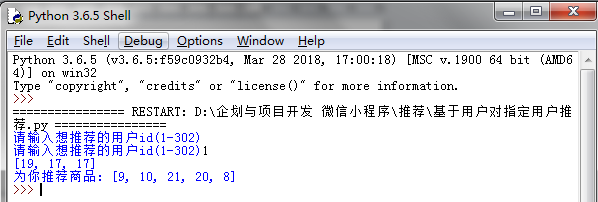 Python 3.6.5 Shell
File Edit Shell Debug Options Window Help
Python 3.6.5 (v3.6.5:f59c0932b4, Mar 28 2018, 17:00:18) [MSC v.1900 64 bit (AMD6
4)] on win32
Type "copyright", "credits" or "license()" for more information.
>>>
=============== RESTART: D:\企划与项目开发 微信小程序\推荐\基于用户对指定用户推
荐.py ===============
请输入想推荐的用户id(1-302)
请输入想推荐的用户id(1-302)1
[19, 17, 17]
为你推荐商品: [9, 10, 21, 20, 8]
>>>